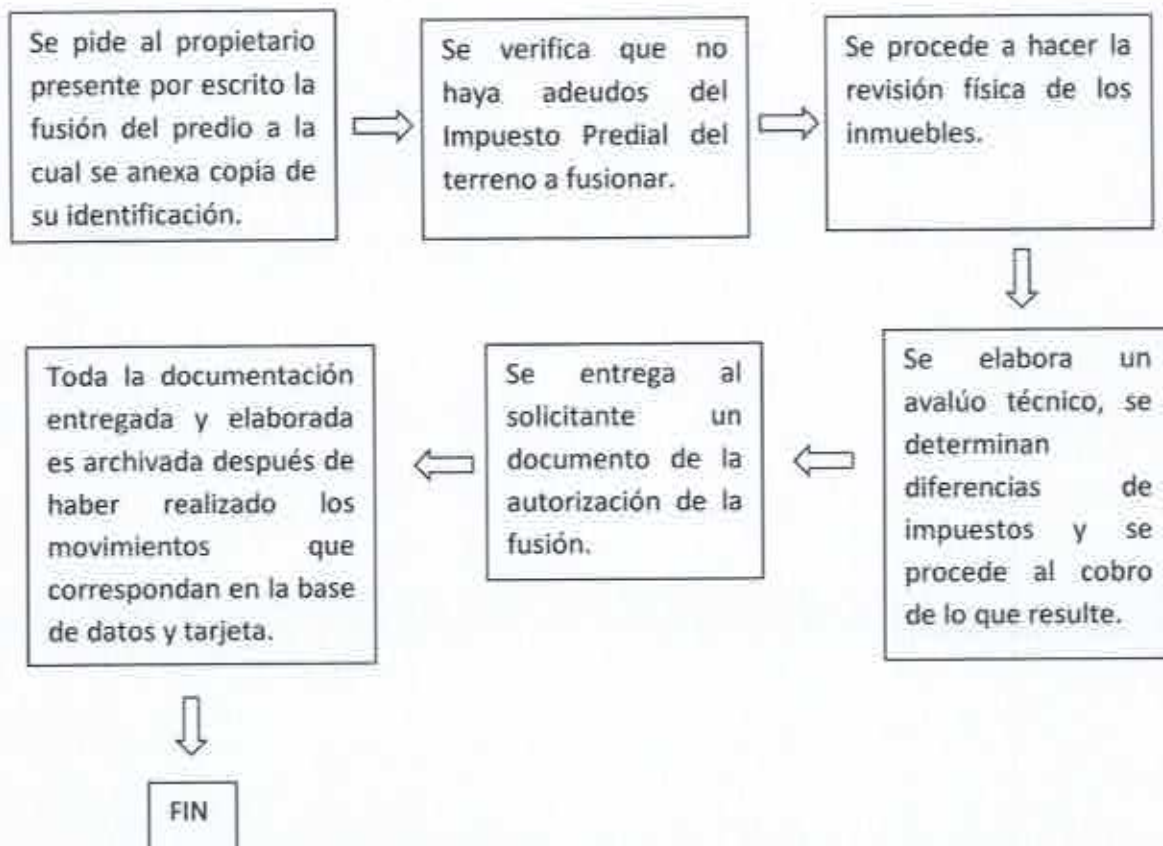 Se pide al propietario
presente por escrito la
fusión del predio a la
cual se anexa copia de
su identificación.
Se verifica que no
haya adeudos del
Impuesto Predial del
terreno a fusionar.
Se procede a hacer la
revisión física de los
inmuebles.
Se elabora un
avalúo técnico, se
determinan
diferencias de
impuestos y se
procede al cobro
de lo que resulte.
Se entrega al
solicitante un
documento de la
autorización de la
fusión.
Toda la documentación
entregada y elaborada
es archivada después de
haber realizado los
movimientos que
correspondan en la base
de datos y tarjeta.
FIN